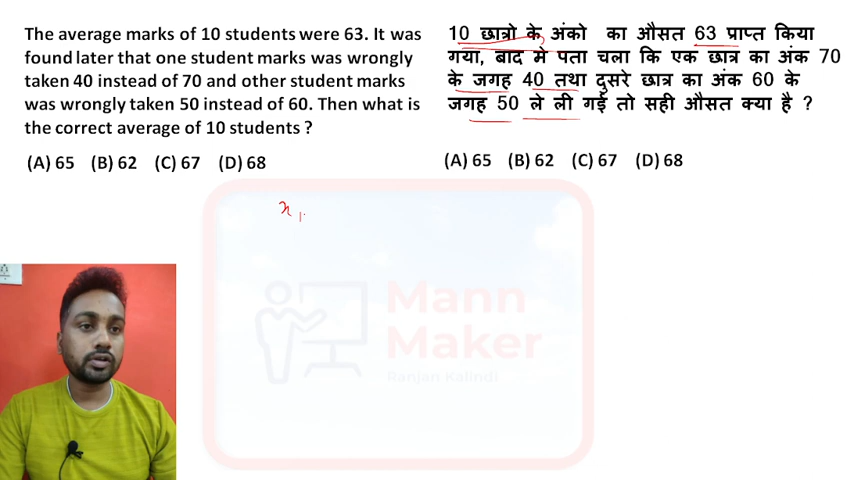 The average marks of 10 students were 63. It was
found later that one student marks was wrongly
taken 40 instead of 70 and other student marks
was wrongly taken 50 instead of 60. Then what is
the correct average of 10 students ?
(A) 65 (B) 62 (C) 67 (D) 68
10 छात्रो के अंको का औसत 63 प्राप्त किया
गया, बाद मे पता चला कि एक छात्र का अंक 70
के जगह 40 तथा दुसरे छात्र का अंक 60 के
जगह 50 ले ली गई तो सही औसत क्या है ?
(A) 65 (B) 62 (C) 67 (D) 68
Mann
Maker
Ranjan Kalindi